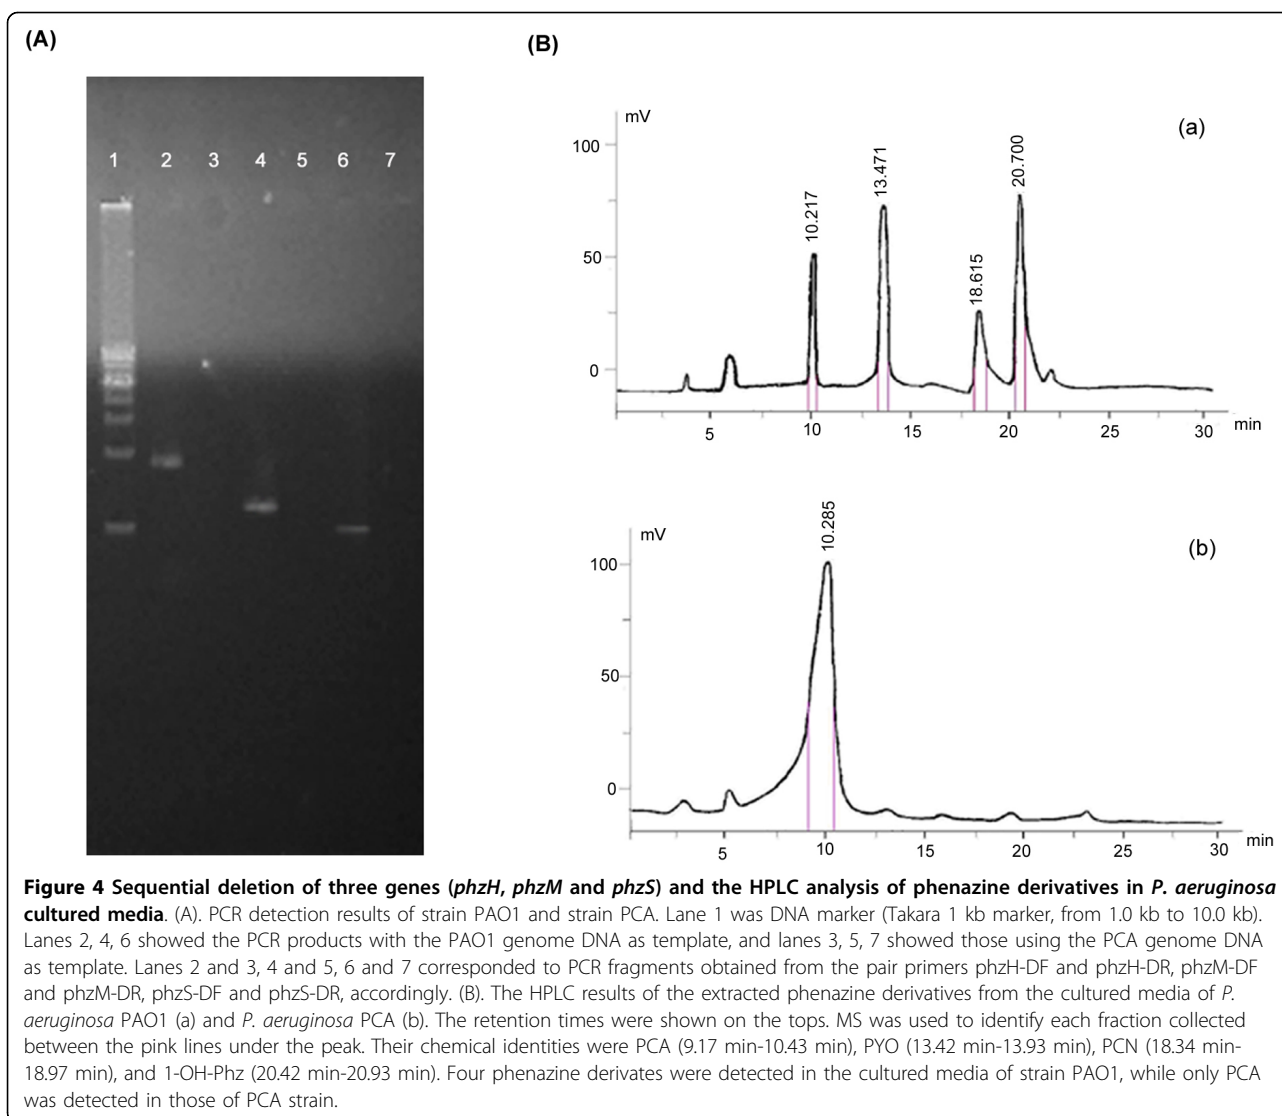 (A)
1 2 3 4 5 6 7
(B)
mV
(a)
100
50
0
10.217
13.471
18.615
20.700
5 10 15 20 25 30 min
mV
(b)
100
50
0
10.285
5 10 15 20 25 30 min
Figure 4 Sequential deletion of three genes (phzH, phzM and phzS) and the HPLC analysis of phenazine derivatives in P. aeruginosa
cultured media. (A). PCR detection results of strain PAO1 and strain PCA. Lane 1 was DNA marker (Takara 1 kb marker, from 1.0 kb to 10.0 kb).
Lanes 2, 4, 6 showed the PCR products with the PAO1 genome DNA as template, and lanes 3, 5, 7 showed those using the PCA genome DNA
as template. Lanes 2 and 3, 4 and 5, 6 and 7 corresponded to PCR fragments obtained from the pair primers phzH-DF and phzH-DR, phzM-DF
and phzM-DR, phzS-DF and phzS-DR, accordingly. (B). The HPLC results of the extracted phenazine derivatives from the cultured media of P.
aeruginosa PAO1 (a) and P. aeruginosa PCA (b). The retention times were shown on the tops. MS was used to identify each fraction collected
between the pink lines under the peak. Their chemical identities were PCA (9.17 min-10.43 min), PYO (13.42 min-13.93 min), PCN (18.34 min-
18.97 min), and 1-OH-Phz (20.42 min-20.93 min). Four phenazine derivates were detected in the cultured media of strain PAO1, while only PCA
was detected in those of PCA strain.